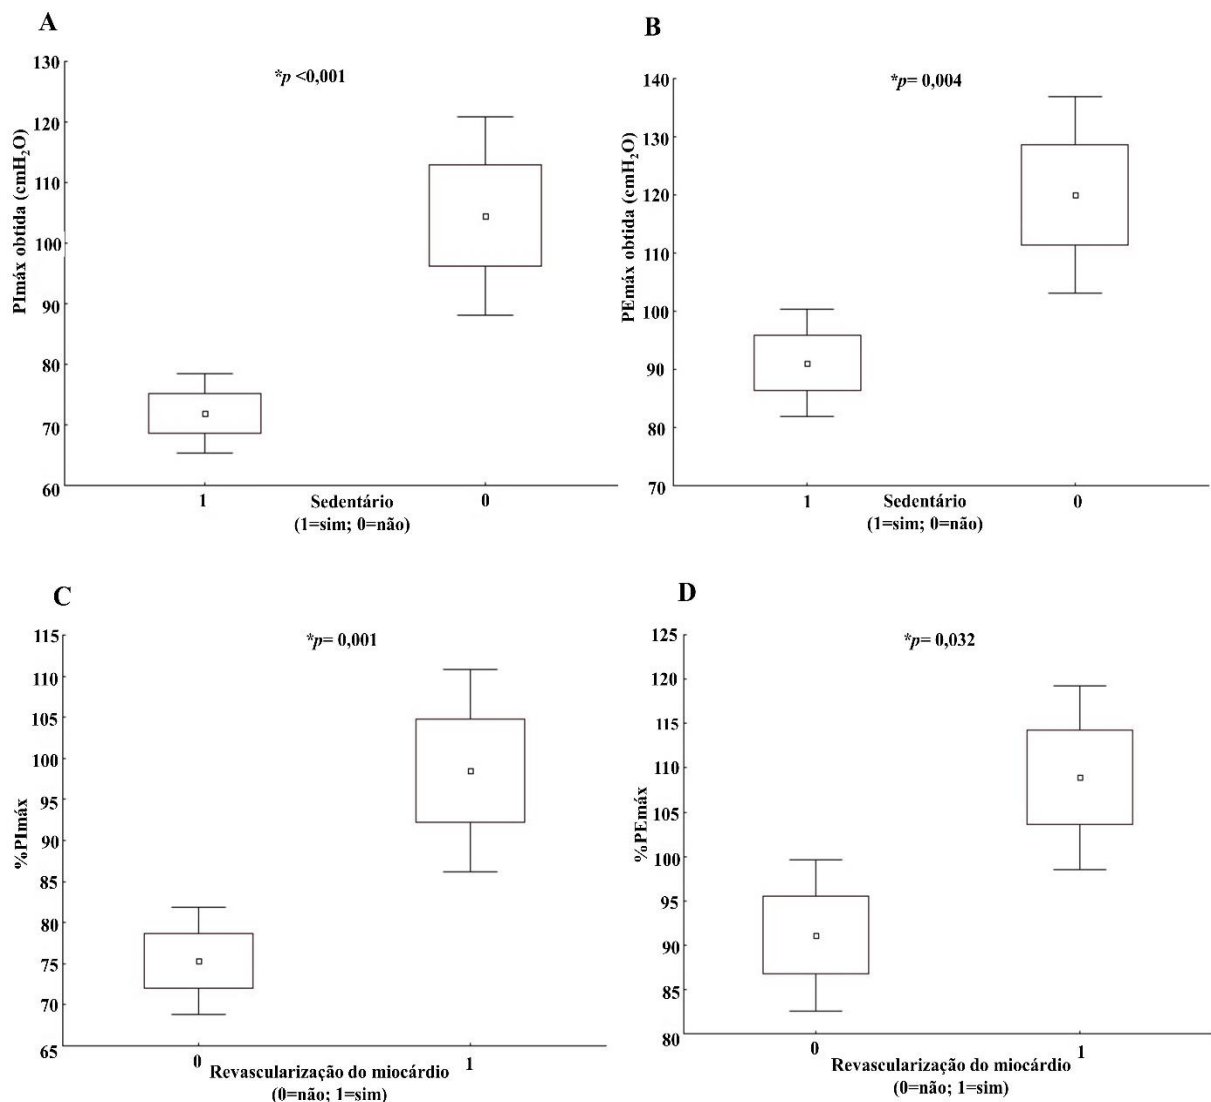 A
*p <0,001
PImáx obtida (cmH₂O)
130
120
110
100
90
80
70
60
1
0
Sedentário
(1=sim; 0=não)
B
*p= 0,004
PEmáx obtida (cmH₂O)
140
130
120
110
100
90
80
70
1
0
Sedentário
(1=sim; 0=não)
C
*p= 0,001
%PImáx
115
110
105
100
95
90
85
80
75
70
65
0
1
Revascularização do miocárdio
(0=não; 1=sim)
D
*p= 0,032
%PEmáx
125
120
115
110
105
100
95
90
85
80
0
1
Revascularização do miocárdio
(0=não; 1=sim)